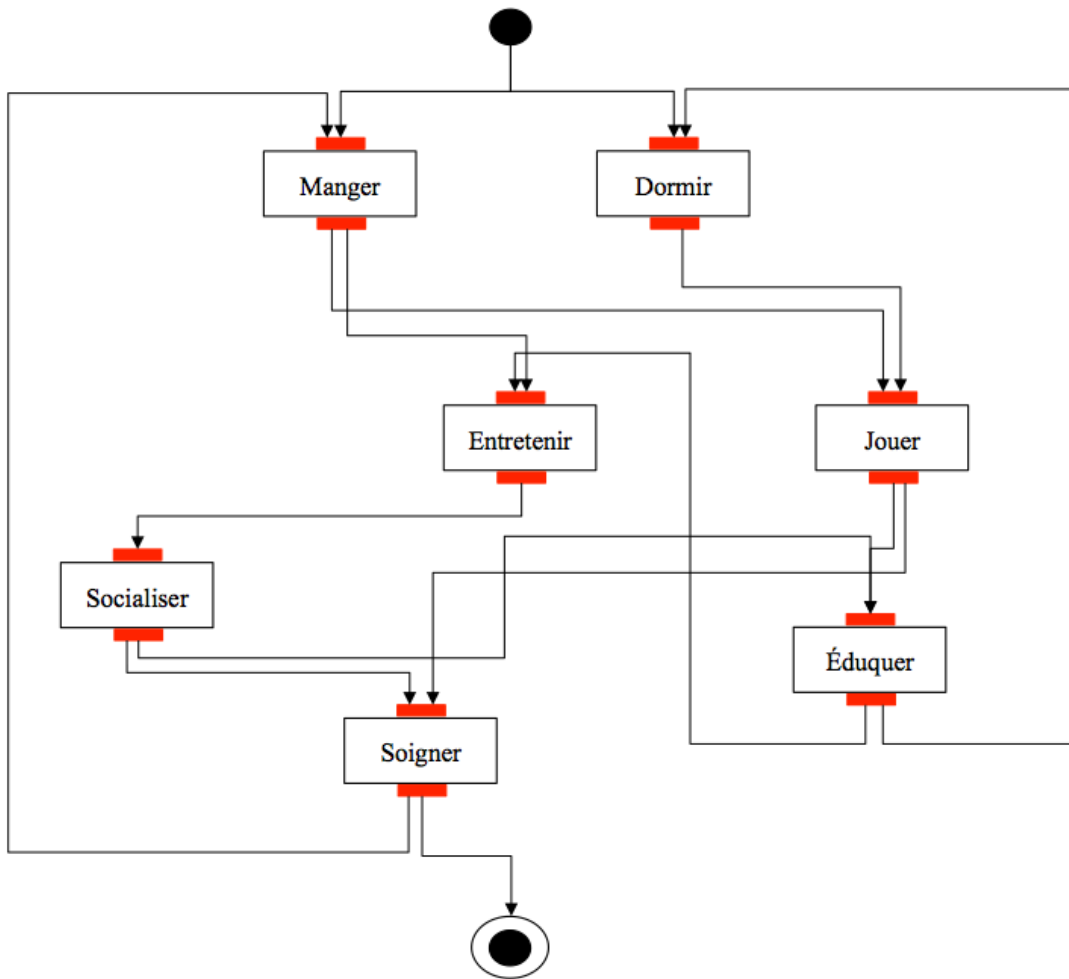 Manger
Dormir
Entretenir
Jouer
Socialiser
Éduquer
Soigner